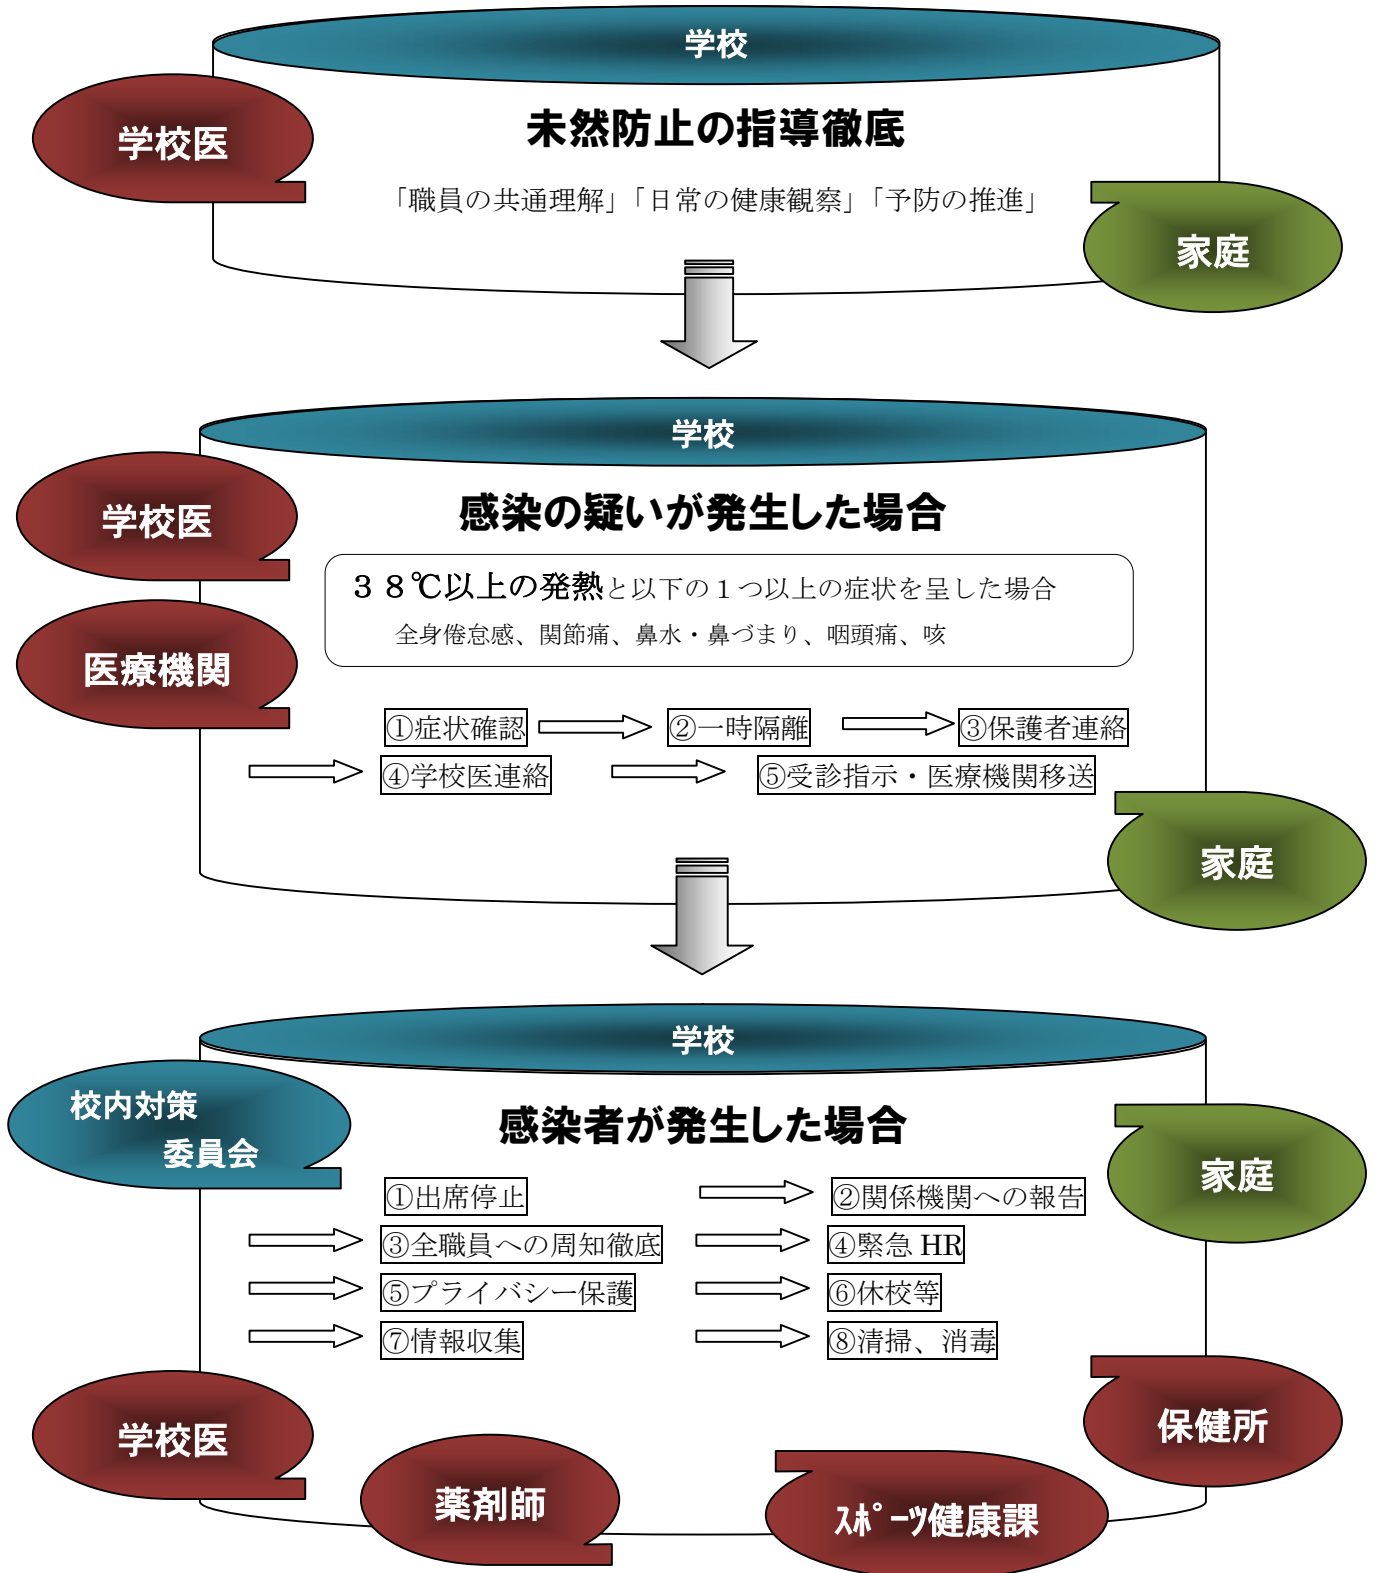 学校
学校医
未然防止の指導徹底
「職員の共通理解」「日常の健康観察」「予防の推進」
家庭
学校
学校医
感染の疑いが発生した場合
３８℃以上の発熱と以下の１つ以上の症状を呈した場合
全身倦怠感、関節痛、鼻水・鼻づまり、咽頭痛、咳
医療機関
①症状確認 ②一時隔離 ③保護者連絡
④学校医連絡 ⑤受診指示・医療機関移送
家庭
学校
校内対策
委員会
感染者が発生した場合
家庭
①出席停止 ②関係機関への報告
③全職員への周知徹底 ④緊急 HR
⑤プライバシー保護 ⑥休校等
⑦情報収集 ⑧清掃、消毒
学校医
保健所
薬剤師
ｽﾎﾟｰﾂ健康課